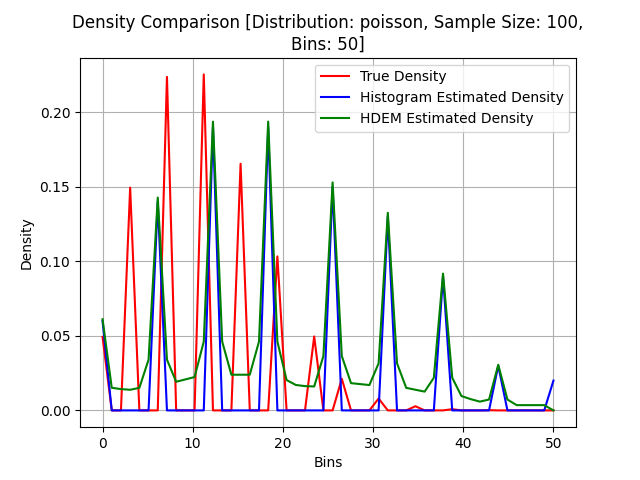 Density Comparison [Distribution: poisson, Sample Size: 100,
Bins: 50]
True Density
Histogram Estimated Density
HDEM Estimated Density
Density
0.20
0.15
0.10
0.05
0.00
0 10 20 30 40 50
Bins